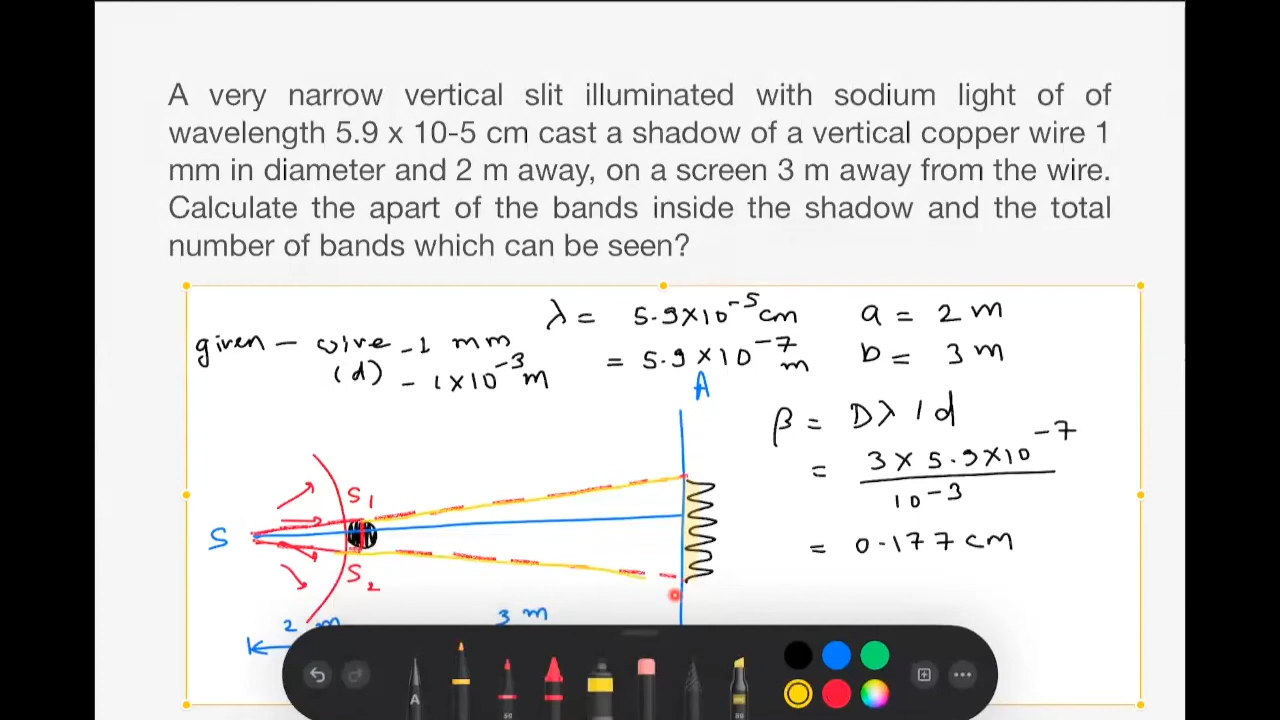 A very narrow vertical slit illuminated with sodium light of of
wavelength 5.9 x 10-5 cm cast a shadow of a vertical copper wire 1
mm in diameter and 2 m away, on a screen 3 m away from the wire.
Calculate the apart of the bands inside the shadow and the total
number of bands which can be seen?
given - wire - 1 mm
(d) - 1×10⁻³ m
λ = 5.9×10⁻⁵ cm
= 5.9×10⁻⁷ m
a = 2 m
b = 3 m
A
β = Dλ / d
= 3 × 5.9×10⁻⁷
10⁻³
= 0.177 cm
S₁
S
S₂
2 m
3 m
A
50
80